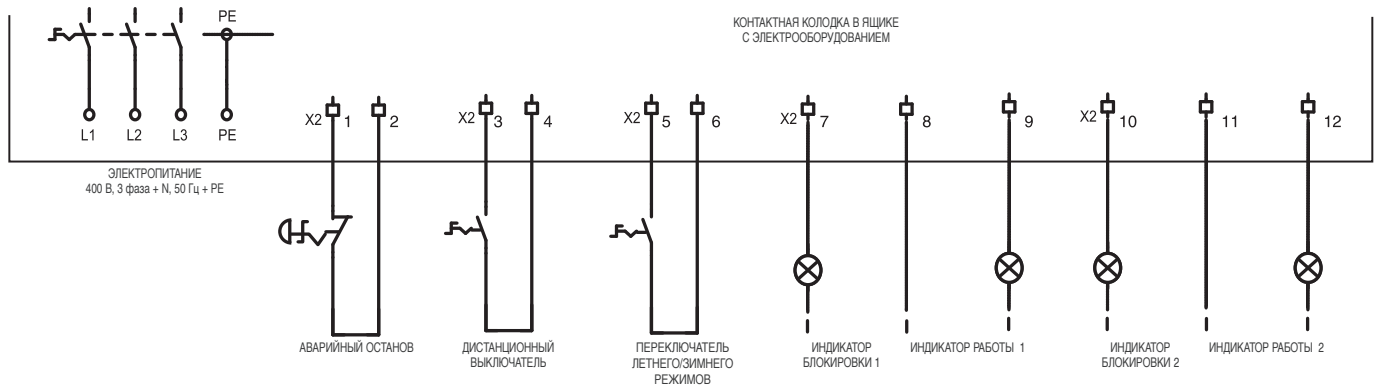 PE
КОНТАКТНАЯ КОЛОДКА В ЯЩИКЕ
С ЭЛЕКТРООБОРУДОВАНИЕМ
L1 L2 L3 PE
X2 1 2 X2 3 4 X2 5 6 X2 7 8 9 X2 10 11 12
ЭЛЕКТРОПИТАНИЕ
400 В, 3 фаза + N, 50 Гц + PE
АВАРИЙНЫЙ ОСТАНОВ
ДИСТАНЦИОННЫЙ
ВЫКЛЮЧАТЕЛЬ
ПЕРЕКЛЮЧАТЕЛЬ
ЛЕТНЕГО/ЗИМНЕГО
РЕЖИМОВ
ИНДИКАТОР
БЛОКИРОВКИ 1
ИНДИКАТОР РАБОТЫ 1
ИНДИКАТОР
БЛОКИРОВКИ 2
ИНДИКАТОР РАБОТЫ 2